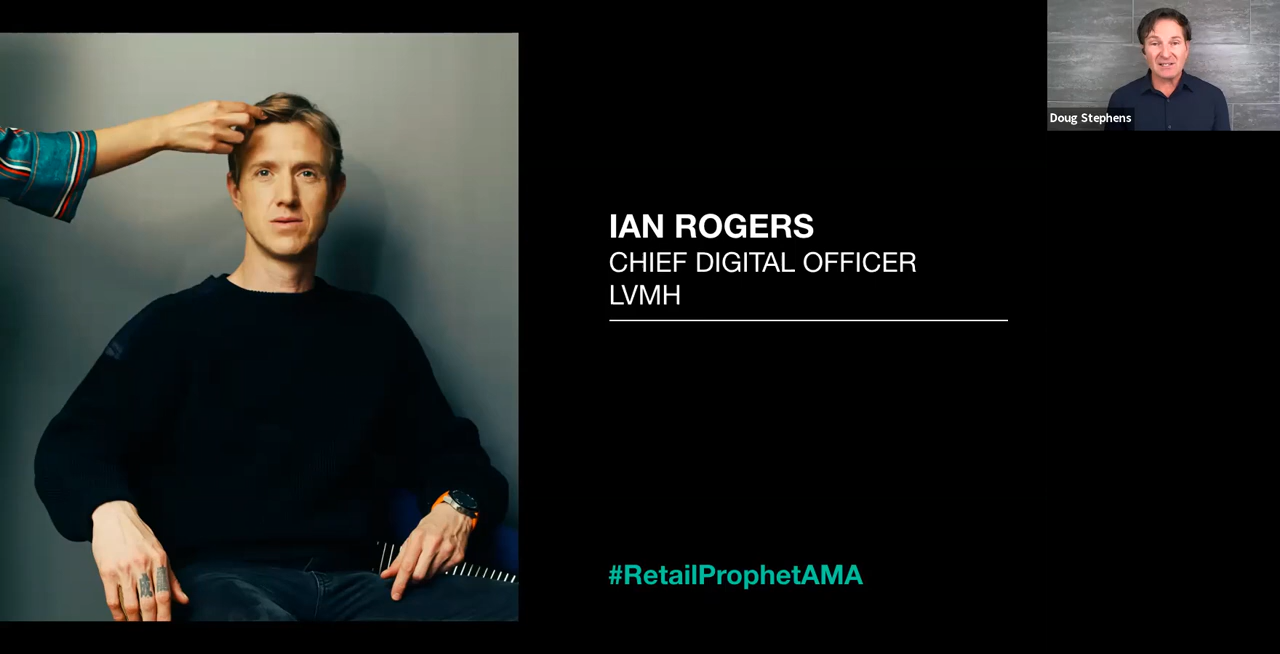 Doug Stephens
IAN ROGERS
CHIEF DIGITAL OFFICER
LVMH
#RetailProphetAMA